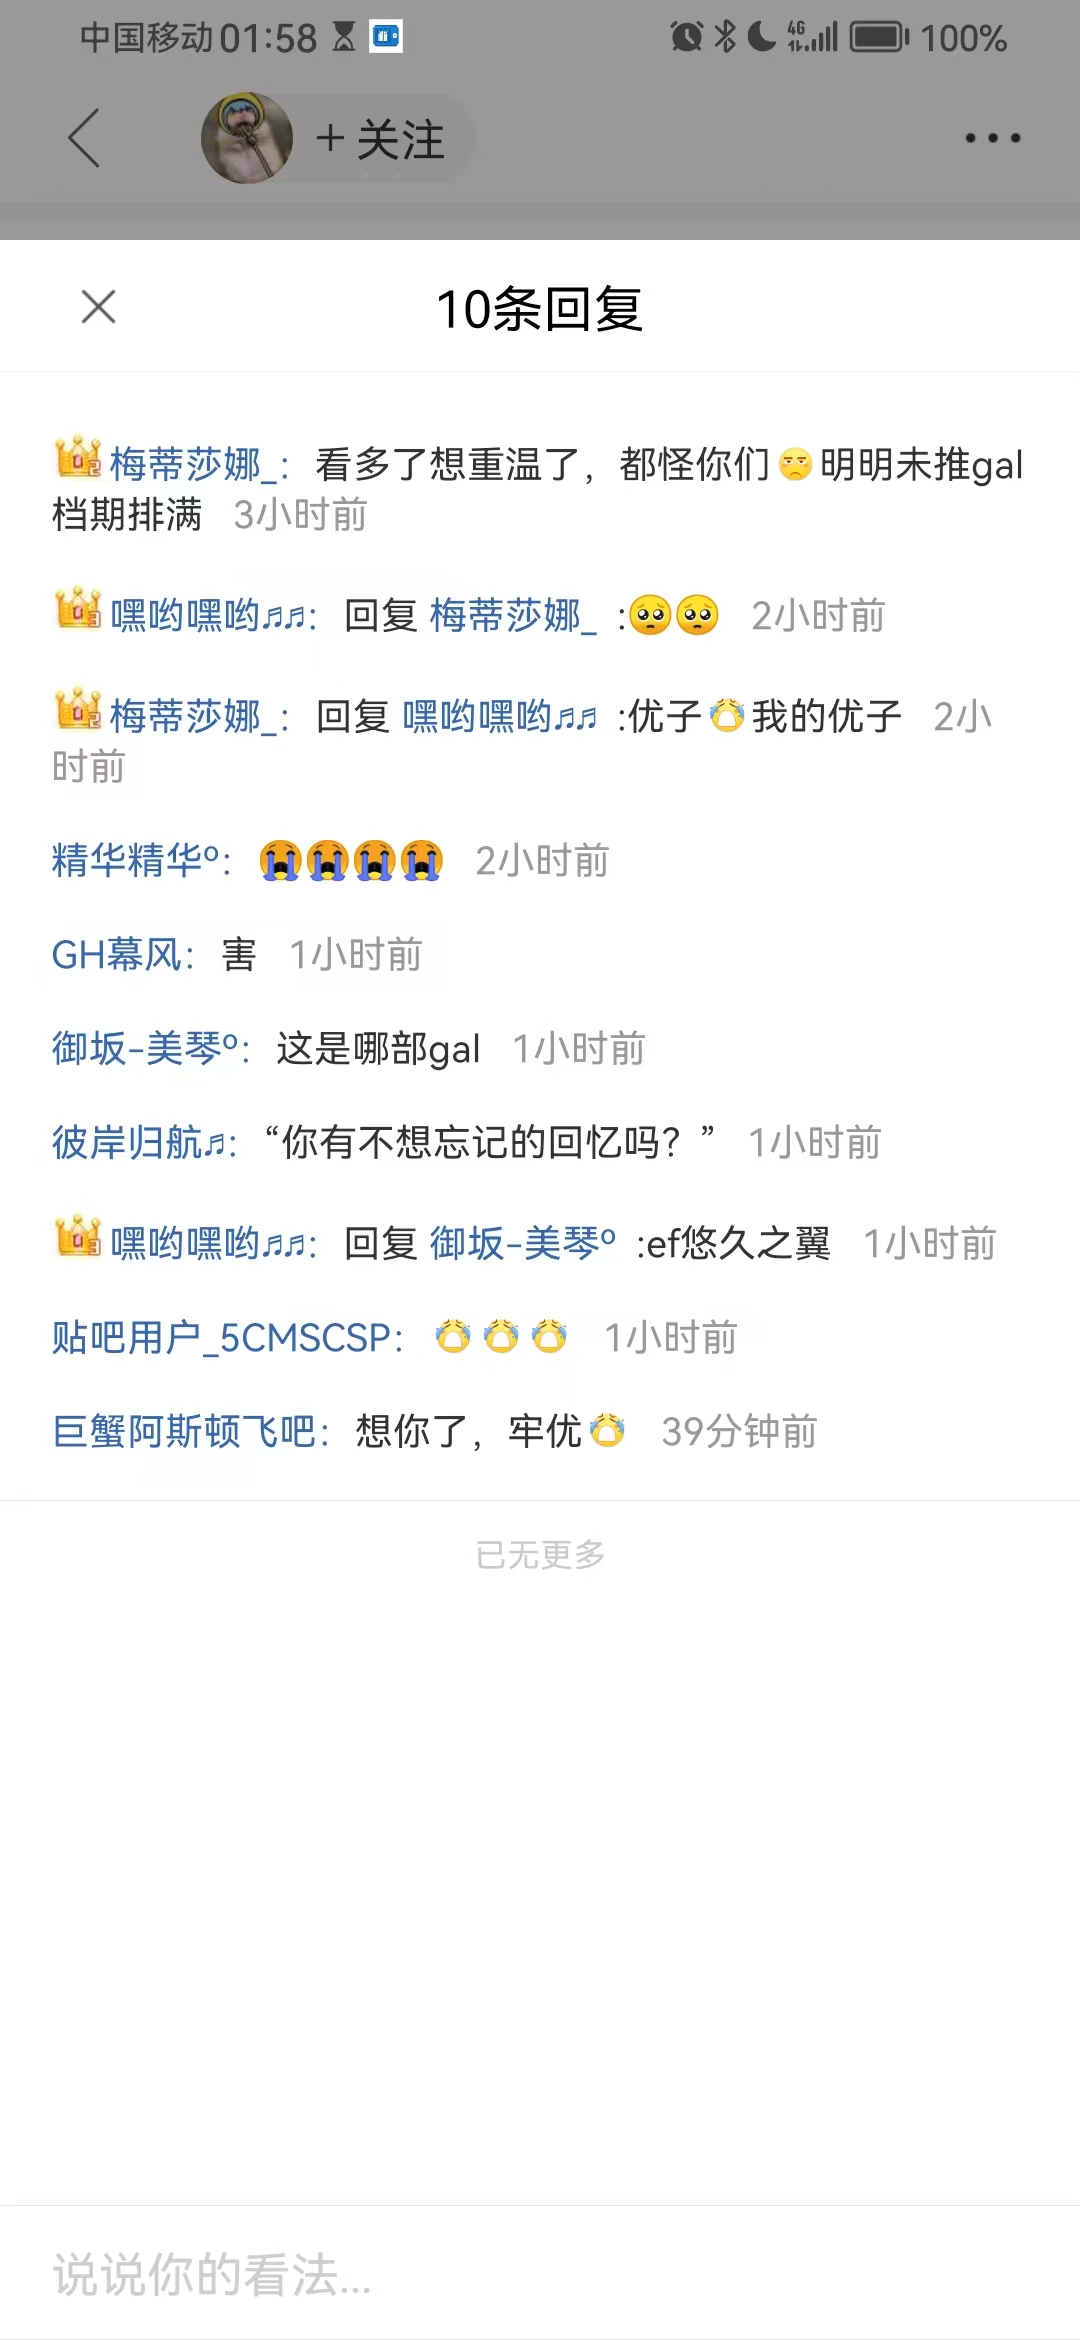 中国移动 01:58 4G 100%
+ 关注
10条回复
梅蒂莎娜_：看多了想重温了，都怪你们明明未推gal
档期排满 3小时前
嘿哟嘿哟♬♬：回复 梅蒂莎娜_ :🥺🥺 2小时前
梅蒂莎娜_：回复 嘿哟嘿哟♬♬ :优子😭我的优子 2小
时前
精华精华º：😭😭😭😭 2小时前
GH幕风：害 1小时前
御坂-美琴º：这是哪部gal 1小时前
彼岸归航♬：“你有不想忘记的回忆吗？” 1小时前
嘿哟嘿哟♬♬：回复 御坂-美琴º :ef悠久之翼 1小时前
贴吧用户_5CMSCSP：😭😭😭 1小时前
巨蟹阿斯顿飞吧：想你了，牢优😭 39分钟前
已无更多
说说你的看法...